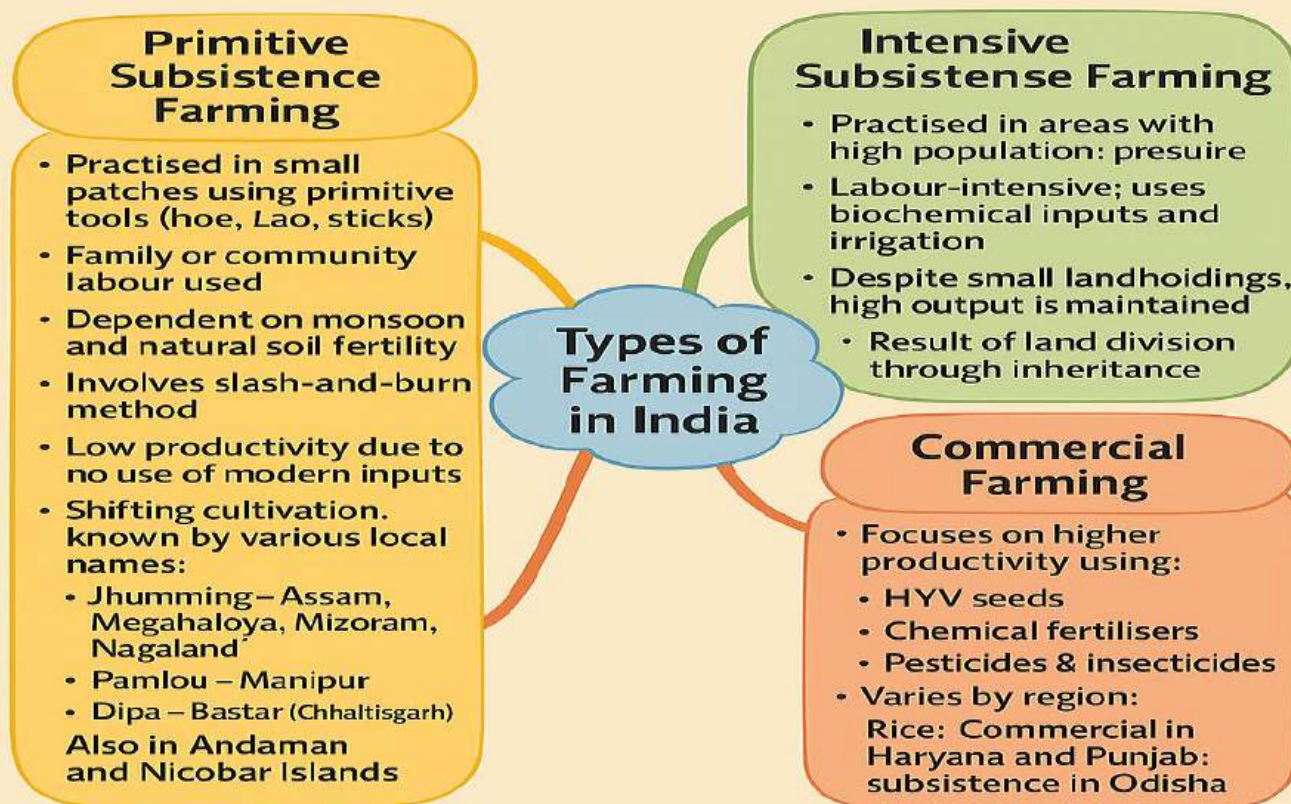 Primitive
Subsistence
Farming
• Practised in small
patches using primitive
tools (hoe, Lao, sticks)
• Family or community
labour used
• Dependent on monsoon
and natural soil fertility
• Involves slash-and-burn
method
• Low productivity due to
no use of modern inputs
• Shifting cultivation.
known by various local
names:
• Jhumming – Assam,
Megahaloya, Mizoram,
Nagaland
• Pamlou – Manipur
• Dipa – Bastar (Chhaltisgarh)
Also in Andaman
and Nicobar Islands
Types of
Farming
in India
Intensive
Subsistense Farming
• Practised in areas with
high population: presuire
• Labour-intensive; uses
biochemical inputs and
irrigation
• Despite small landhoidings,
high output is maintained
• Result of land division
through inheritance
Commercial
Farming
• Focuses on higher
productivity using:
• HYV seeds
• Chemical fertilisers
• Pesticides & insecticides
• Varies by region:
Rice: Commercial in
Haryana and Punjab:
subsistence in Odisha